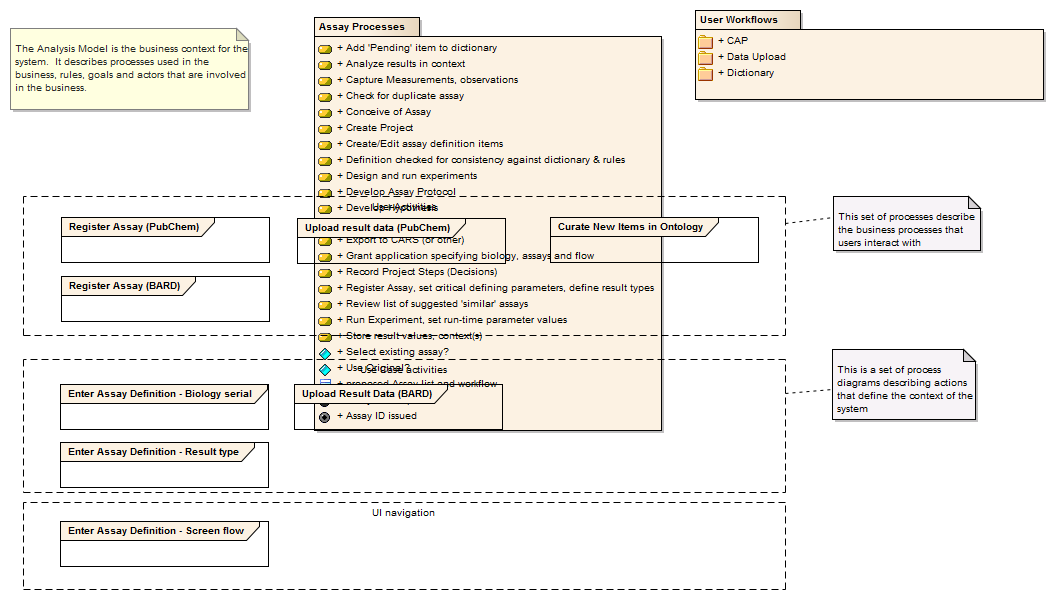 The Analysis Model is the business context for the
system.  It describes processes used in the
business, rules, goals and actors that are involved
in the business.
Assay Processes
+ Add 'Pending' item to dictionary
+ Analyze results in context
+ Capture Measurements, observations
+ Check for duplicate assay
+ Conceive of Assay
+ Create Project
+ Create/Edit assay definition items
+ Definition checked for consistency against dictionary & rules
+ Design and run experiments
+ Develop Assay Protocol
+ Develop Hypothesis
+ Export to CARS (or other)
+ Grant application specifying biology, assays and flow
+ Record Project Steps (Decisions)
+ Register Assay, set critical defining parameters, define result types
+ Review list of suggested 'similar' assays
+ Run Experiment, set run-time parameter values
+ Store result values, context(s)
+ Select existing assay?
+ Use Original?
+ proposed Assay list and workflow
+ Assay ID issued
User Workflows
+ CAP
+ Data Upload
+ Dictionary
User Activities
Register Assay (PubChem)
Upload result data (PubChem)
Curate New Items in Ontology
Register Assay (BARD)
This set of processes describe
the business processes that
users interact with
Use Case activities
Enter Assay Definition - Biology serial
Upload Result Data (BARD)
Enter Assay Definition - Result type
This is a set of process
diagrams describing actions
that define the context of the
system
UI navigation
Enter Assay Definition - Screen flow